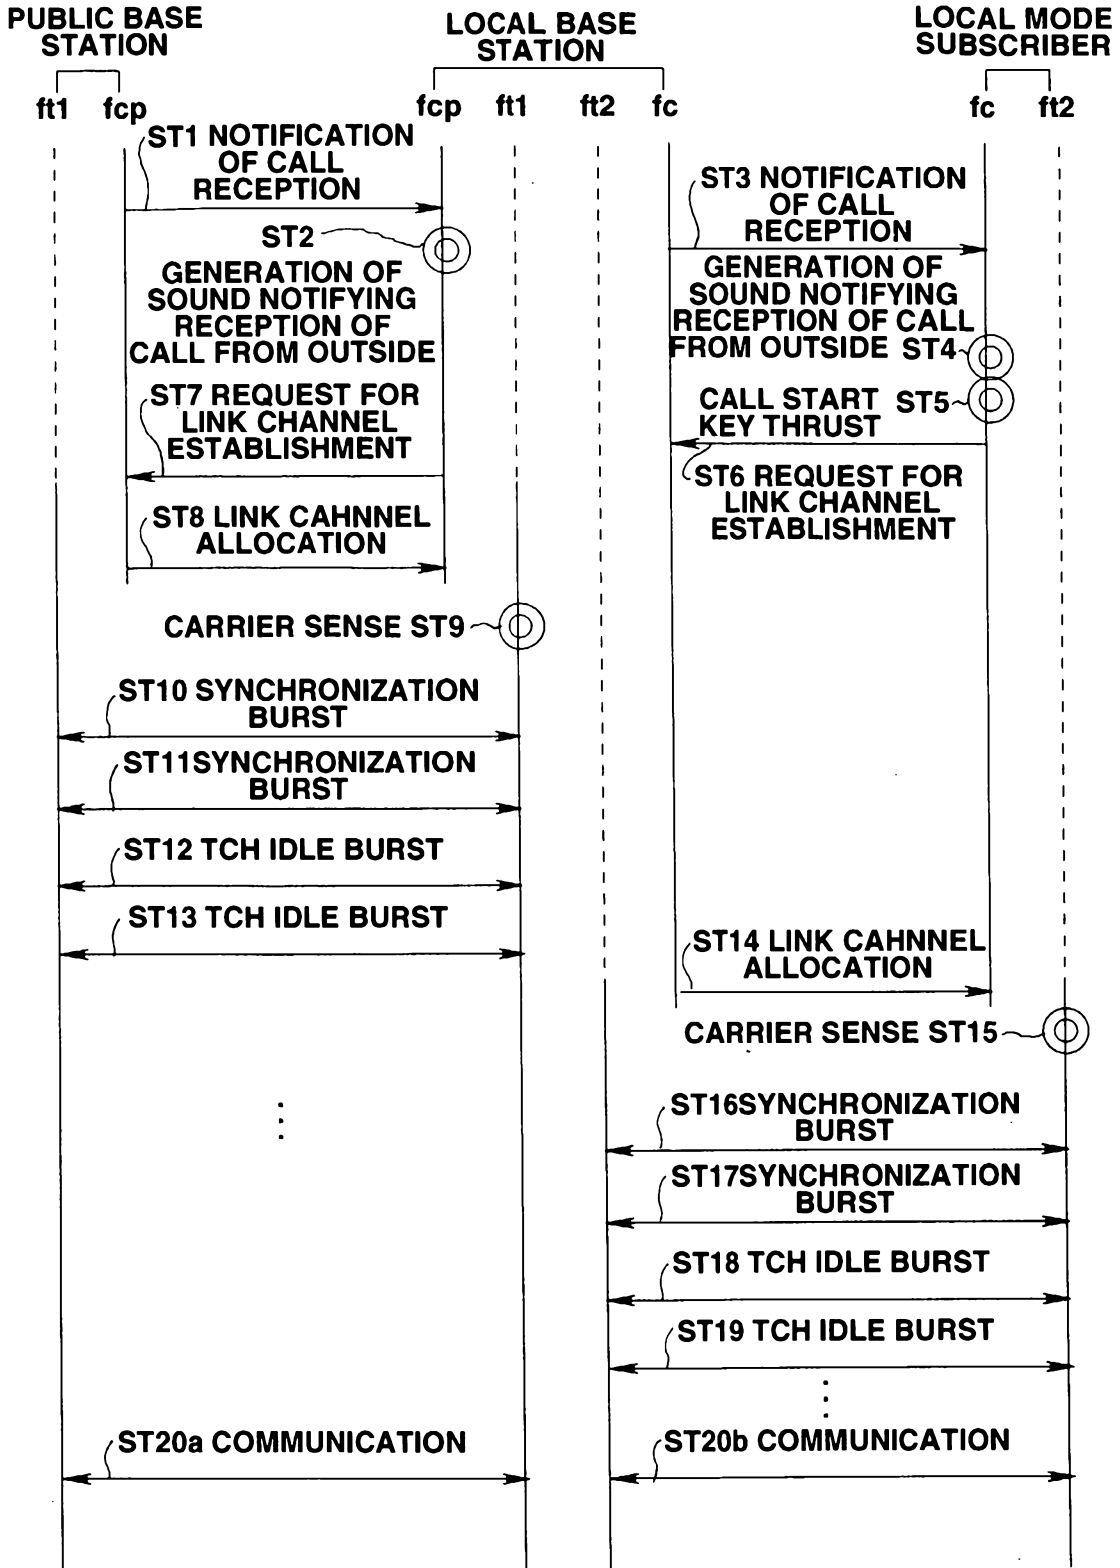 PUBLIC BASE
STATION
LOCAL BASE
STATION
LOCAL MODE
SUBSCRIBER
ft1
fcp
fcp
ft1
ft2
fc
fc
ft2
ST1 NOTIFICATION
OF CALL
RECEPTION
ST2
GENERATION OF
SOUND NOTIFYING
RECEPTION OF
CALL FROM OUTSIDE
ST3 NOTIFICATION
OF CALL
RECEPTION
GENERATION OF
SOUND NOTIFYING
RECEPTION OF CALL
FROM OUTSIDE ST4
CALL START ST5
KEY THRUST
ST6 REQUEST FOR
LINK CHANNEL
ESTABLISHMENT
ST7 REQUEST FOR
LINK CHANNEL
ESTABLISHMENT
ST8 LINK CAHNNEL
ALLOCATION
CARRIER SENSE ST9
ST10 SYNCHRONIZATION
BURST
ST11SYNCHRONIZATION
BURST
ST12 TCH IDLE BURST
ST13 TCH IDLE BURST
ST14 LINK CAHNNEL
ALLOCATION
CARRIER SENSE ST15
ST16SYNCHRONIZATION
BURST
ST17SYNCHRONIZATION
BURST
ST18 TCH IDLE BURST
ST19 TCH IDLE BURST
ST20a COMMUNICATION
ST20b COMMUNICATION